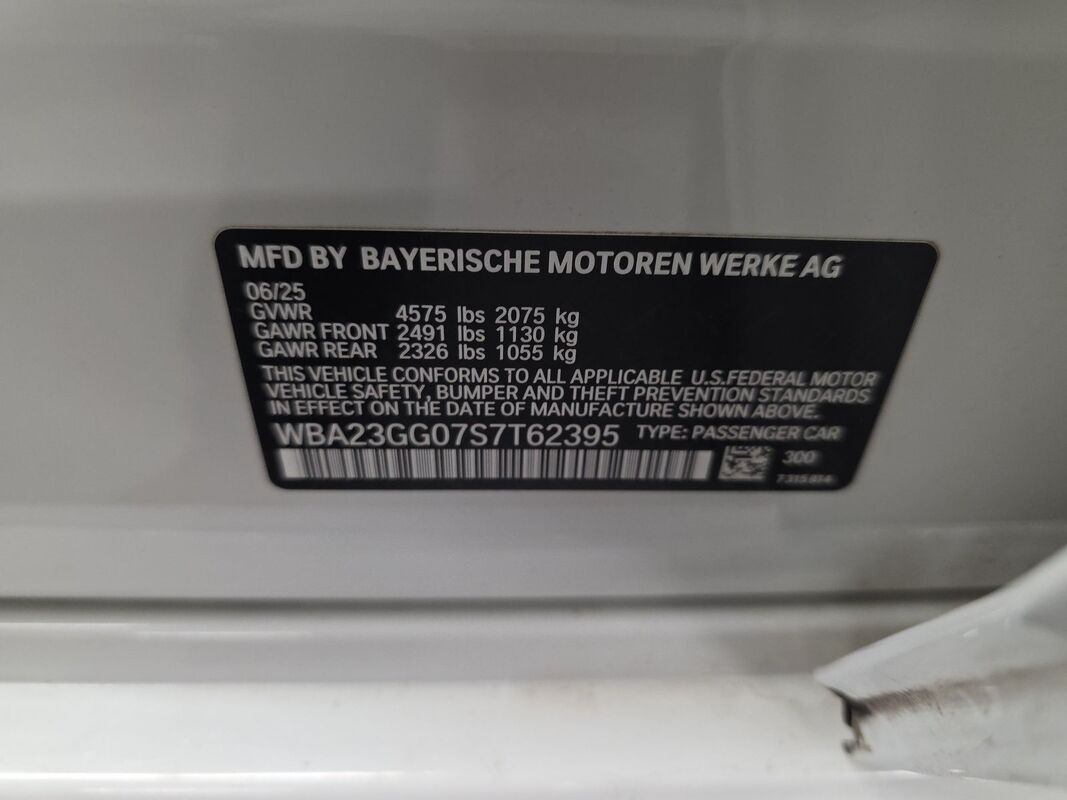 MFD BY BAYERISCHE MOTOREN WERKE AG
06/25
GVWR 4575 lbs 2075 kg
GAWR FRONT 2491 lbs 1130 kg
GAWR REAR 2326 lbs 1055 kg
THIS VEHICLE CONFORMS TO ALL APPLICABLE U.S.FEDERAL MOTOR
VEHICLE SAFETY, BUMPER AND THEFT PREVENTION STANDARDS
IN EFFECT ON THE DATE OF MANUFACTURE SHOWN ABOVE.
WBA23GG07S7T62395 TYPE: PASSENGER CAR
300
7315814